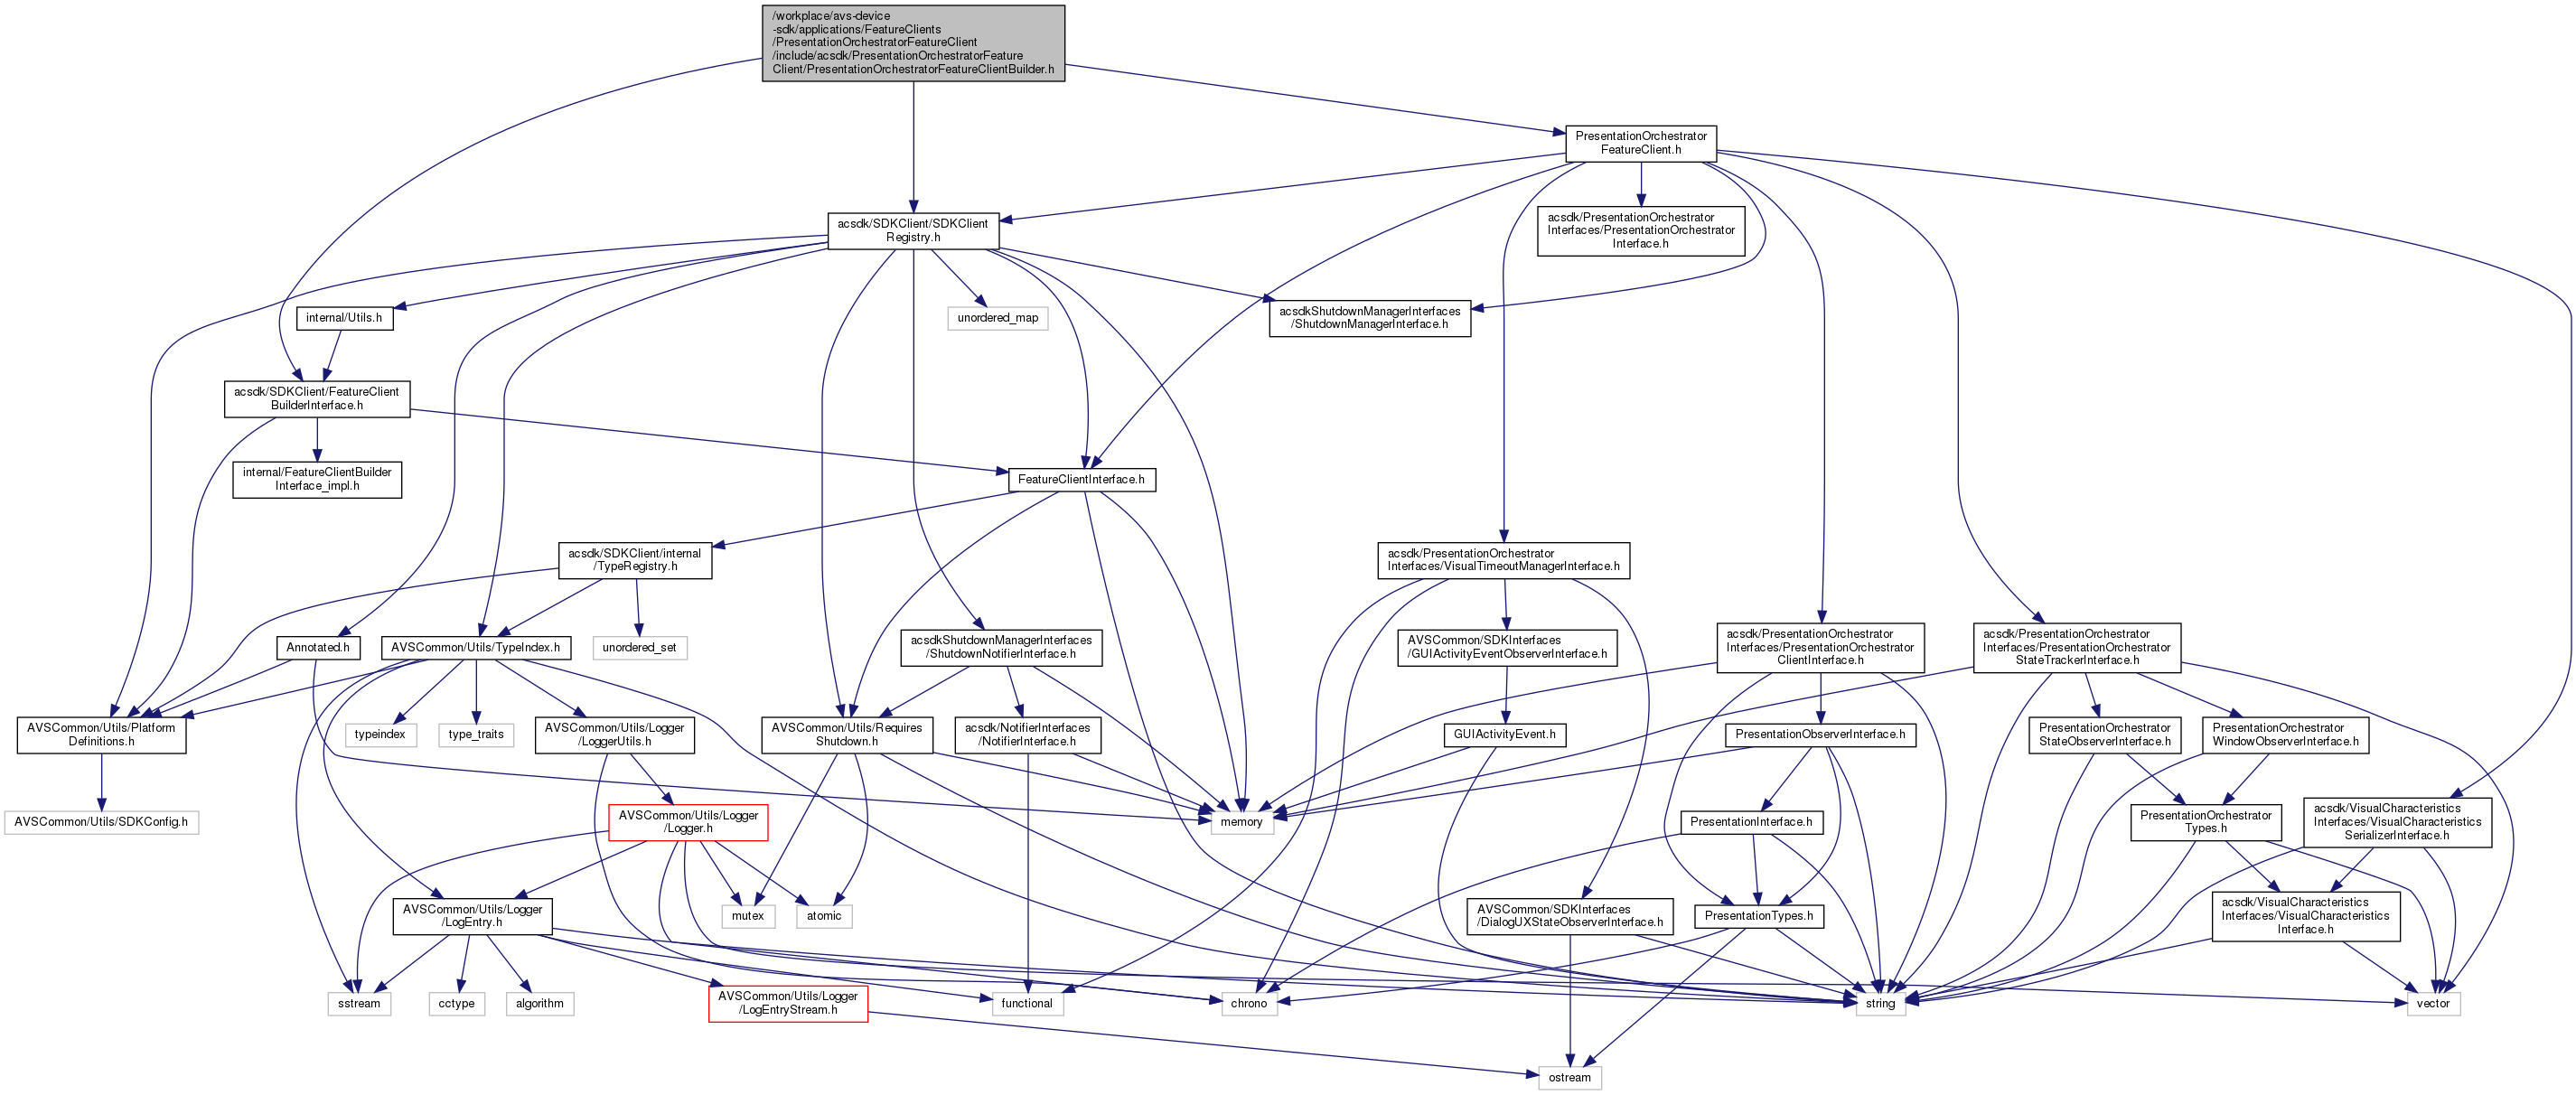 /workplace/avs-device
-sdk/applications/FeatureClients
/PresentationOrchestratorFeatureClient
/include/acsdk/PresentationOrchestratorFeature
Client/PresentationOrchestratorFeatureClientBuilder.h
PresentationOrchestrator
FeatureClient.h
acsdk/SDKClient/SDKClient
Registry.h
acsdk/PresentationOrchestrator
Interfaces/PresentationOrchestrator
Interface.h
internal/Utils.h
unordered_map
acsdkShutdownManagerInterfaces
/ShutdownManagerInterface.h
acsdk/SDKClient/FeatureClient
BuilderInterface.h
internal/FeatureClientBuilder
Interface_impl.h
FeatureClientInterface.h
acsdk/SDKClient/internal
/TypeRegistry.h
acsdk/PresentationOrchestrator
Interfaces/VisualTimeoutManagerInterface.h
Annotated.h
AVSCommon/Utils/TypeIndex.h
unordered_set
acsdkShutdownManagerInterfaces
/ShutdownNotifierInterface.h
AVSCommon/SDKInterfaces
/GUIActivityEventObserverInterface.h
acsdk/PresentationOrchestrator
Interfaces/PresentationOrchestrator
ClientInterface.h
acsdk/PresentationOrchestrator
Interfaces/PresentationOrchestrator
StateTrackerInterface.h
AVSCommon/Utils/Platform
Definitions.h
typeindex
type_traits
AVSCommon/Utils/Logger
/LoggerUtils.h
AVSCommon/Utils/Requires
Shutdown.h
acsdk/NotifierInterfaces
/NotifierInterface.h
GUIActivityEvent.h
PresentationObserverInterface.h
PresentationOrchestrator
StateObserverInterface.h
PresentationOrchestrator
WindowObserverInterface.h
AVSCommon/Utils/SDKConfig.h
AVSCommon/Utils/Logger
/Logger.h
memory
PresentationInterface.h
PresentationOrchestrator
Types.h
acsdk/VisualCharacteristics
Interfaces/VisualCharacteristics
SerializerInterface.h
AVSCommon/Utils/Logger
/LogEntry.h
mutex
atomic
AVSCommon/SDKInterfaces
/DialogUXStateObserverInterface.h
PresentationTypes.h
acsdk/VisualCharacteristics
Interfaces/VisualCharacteristics
Interface.h
sstream
cctype
algorithm
AVSCommon/Utils/Logger
/LogEntryStream.h
functional
chrono
string
vector
ostream